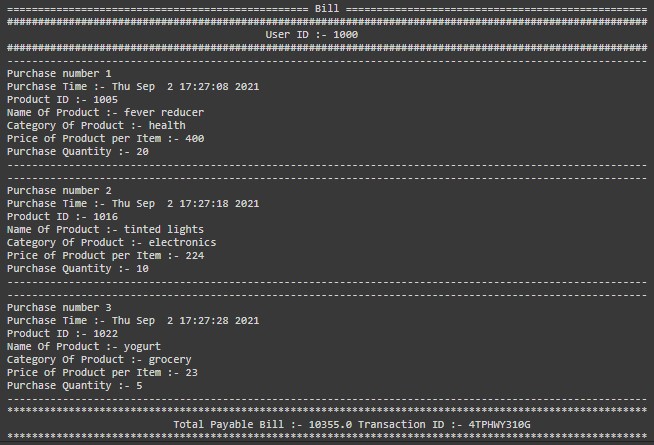 ================================================= Bill =================================================
########################################################################################################
User ID :- 1000
########################################################################################################
--------------------------------------------------------------------------------------------------------
Purchase number 1
Purchase Time :- Thu Sep  2 17:27:08 2021
Product ID :- 1005
Name Of Product :- fever reducer
Category Of Product :- health
Price of Product per Item :- 400
Purchase Quantity :- 20
--------------------------------------------------------------------------------------------------------
--------------------------------------------------------------------------------------------------------
Purchase number 2
Purchase Time :- Thu Sep  2 17:27:18 2021
Product ID :- 1016
Name Of Product :- tinted lights
Category Of Product :- electronics
Price of Product per Item :- 224
Purchase Quantity :- 10
--------------------------------------------------------------------------------------------------------
--------------------------------------------------------------------------------------------------------
Purchase number 3
Purchase Time :- Thu Sep  2 17:27:28 2021
Product ID :- 1022
Name Of Product :- yogurt
Category Of Product :- grocery
Price of Product per Item :- 23
Purchase Quantity :- 5
--------------------------------------------------------------------------------------------------------
********************************************************************************************************
Total Payable Bill :- 10355.0 Transaction ID :- 4TPHWY310G
********************************************************************************************************